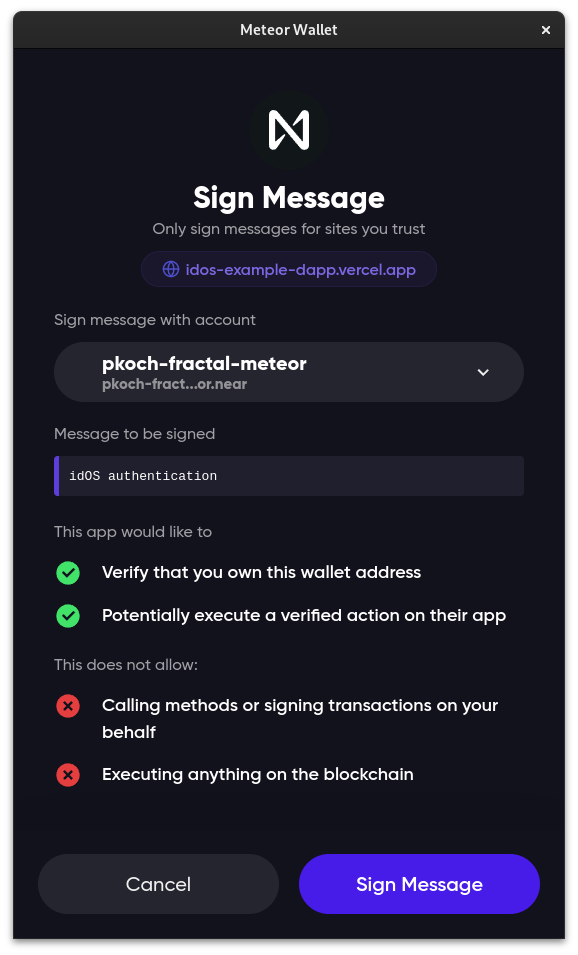 Meteor Wallet
Sign Message
Only sign messages for sites you trust
idos-example-dapp.vercel.app
Sign message with account
pkoch-fractal-meteor
pkoch-fract...or.near
Message to be signed
idOS authentication
This app would like to
Verify that you own this wallet address
Potentially execute a verified action on their app
This does not allow:
Calling methods or signing transactions on your
behalf
Executing anything on the blockchain
Cancel
Sign Message